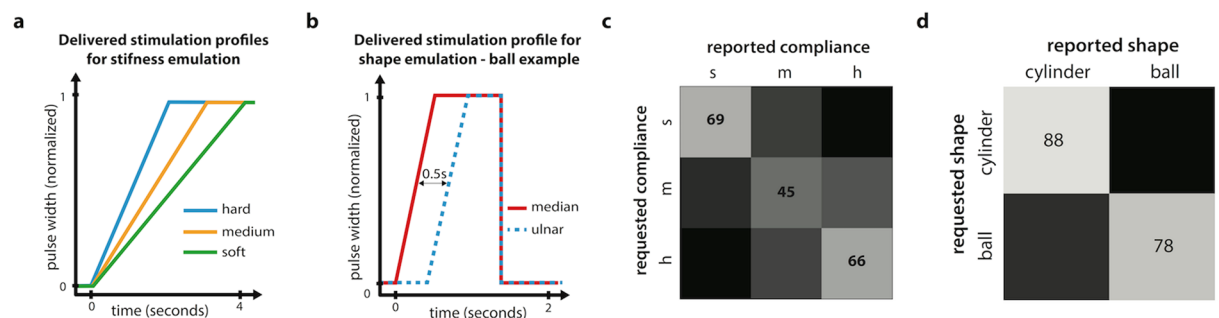 a
Delivered stimulation profiles
for stifness emulation
pulse width (normalized)
1
0
hard
medium
soft
0
4
time (seconds)
b
Delivered stimulation profile for
shape emulation - ball example
pulse width (normalized)
1
0
0.5s
median
ulnar
0
2
time (seconds)
c
reported compliance
s m h
requested compliance
s
m
h
69
45
66
d
reported shape
cylinder ball
requested shape
cylinder
ball
88
78